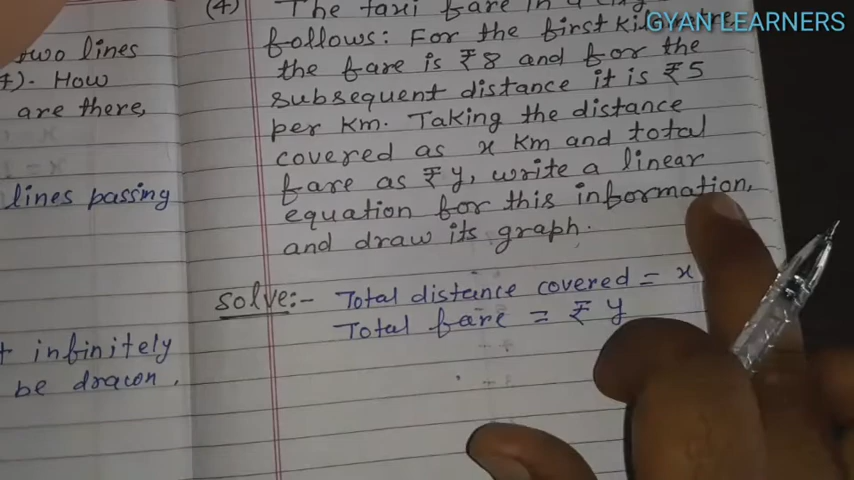 two lines
4). How
are there,
lines passing
infinitely
be dracon.
(4) The taxi fare in a
follows: For the first
GYAN LEARNERS
the fare is ₹8 and for the
subsequent distance it is ₹5
per Km. Taking the distance
covered as x Km and total
fare as ₹y, write a linear
equation for this information,
and draw its graph.
solve:- Total distance covered = x
Total fare = ₹ y